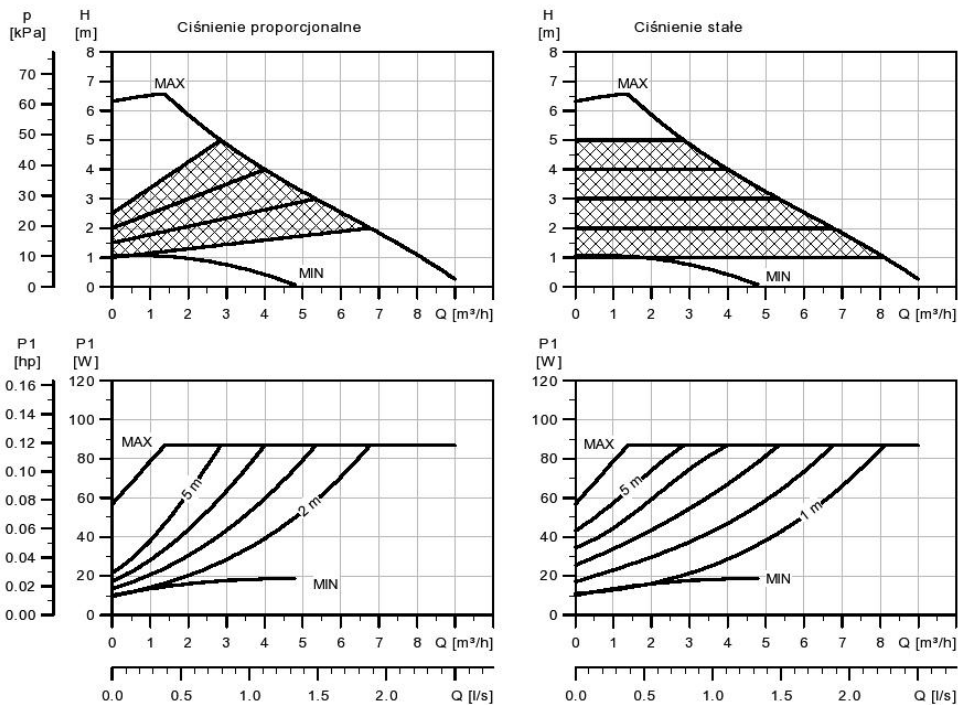 p
[kPa]
H
[m]
Ciśnienie proporcjonalne
70
60
50
40
30
20
10
0
8
7
6
5
4
3
2
1
0
MAX
MIN
0 1 2 3 4 5 6 7 8 Q [m³/h]
H
[m]
Ciśnienie stałe
8
7
6
5
4
3
2
1
0
MAX
MIN
0 1 2 3 4 5 6 7 8 Q [m³/h]
P1
[hp]
P1
[W]
0.16
0.14
0.12
0.10
0.08
0.06
0.04
0.02
0.00
120
100
80
60
40
20
0
MAX
5 m
2 m
MIN
0 1 2 3 4 5 6 7 8 Q [m³/h]
0.0 0.5 1.0 1.5 2.0 Q [l/s]
P1
[W]
120
100
80
60
40
20
0
MAX
5 m
1 m
MIN
0 1 2 3 4 5 6 7 8 Q [m³/h]
0.0 0.5 1.0 1.5 2.0 Q [l/s]